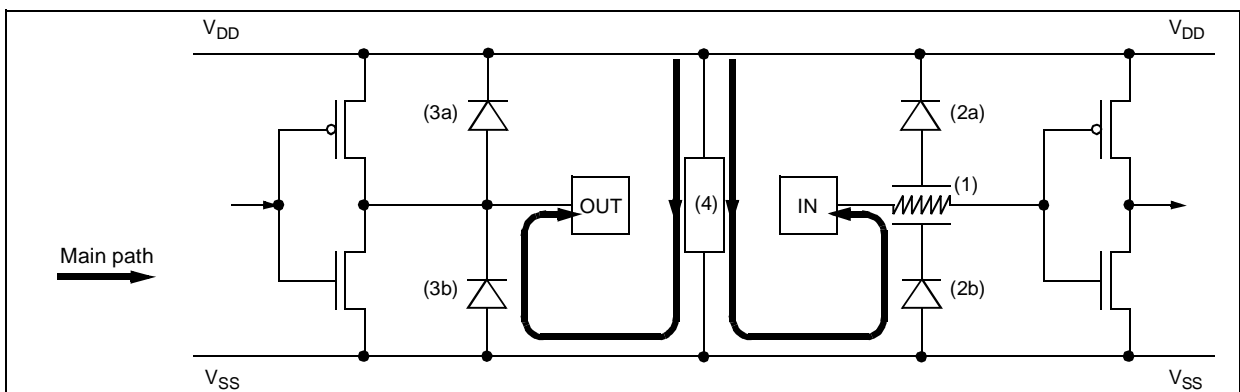 V_DD V_DD
(3a) (2a)
(1)
OUT (4) IN
Main path
(3b) (2b)
V_SS V_SS